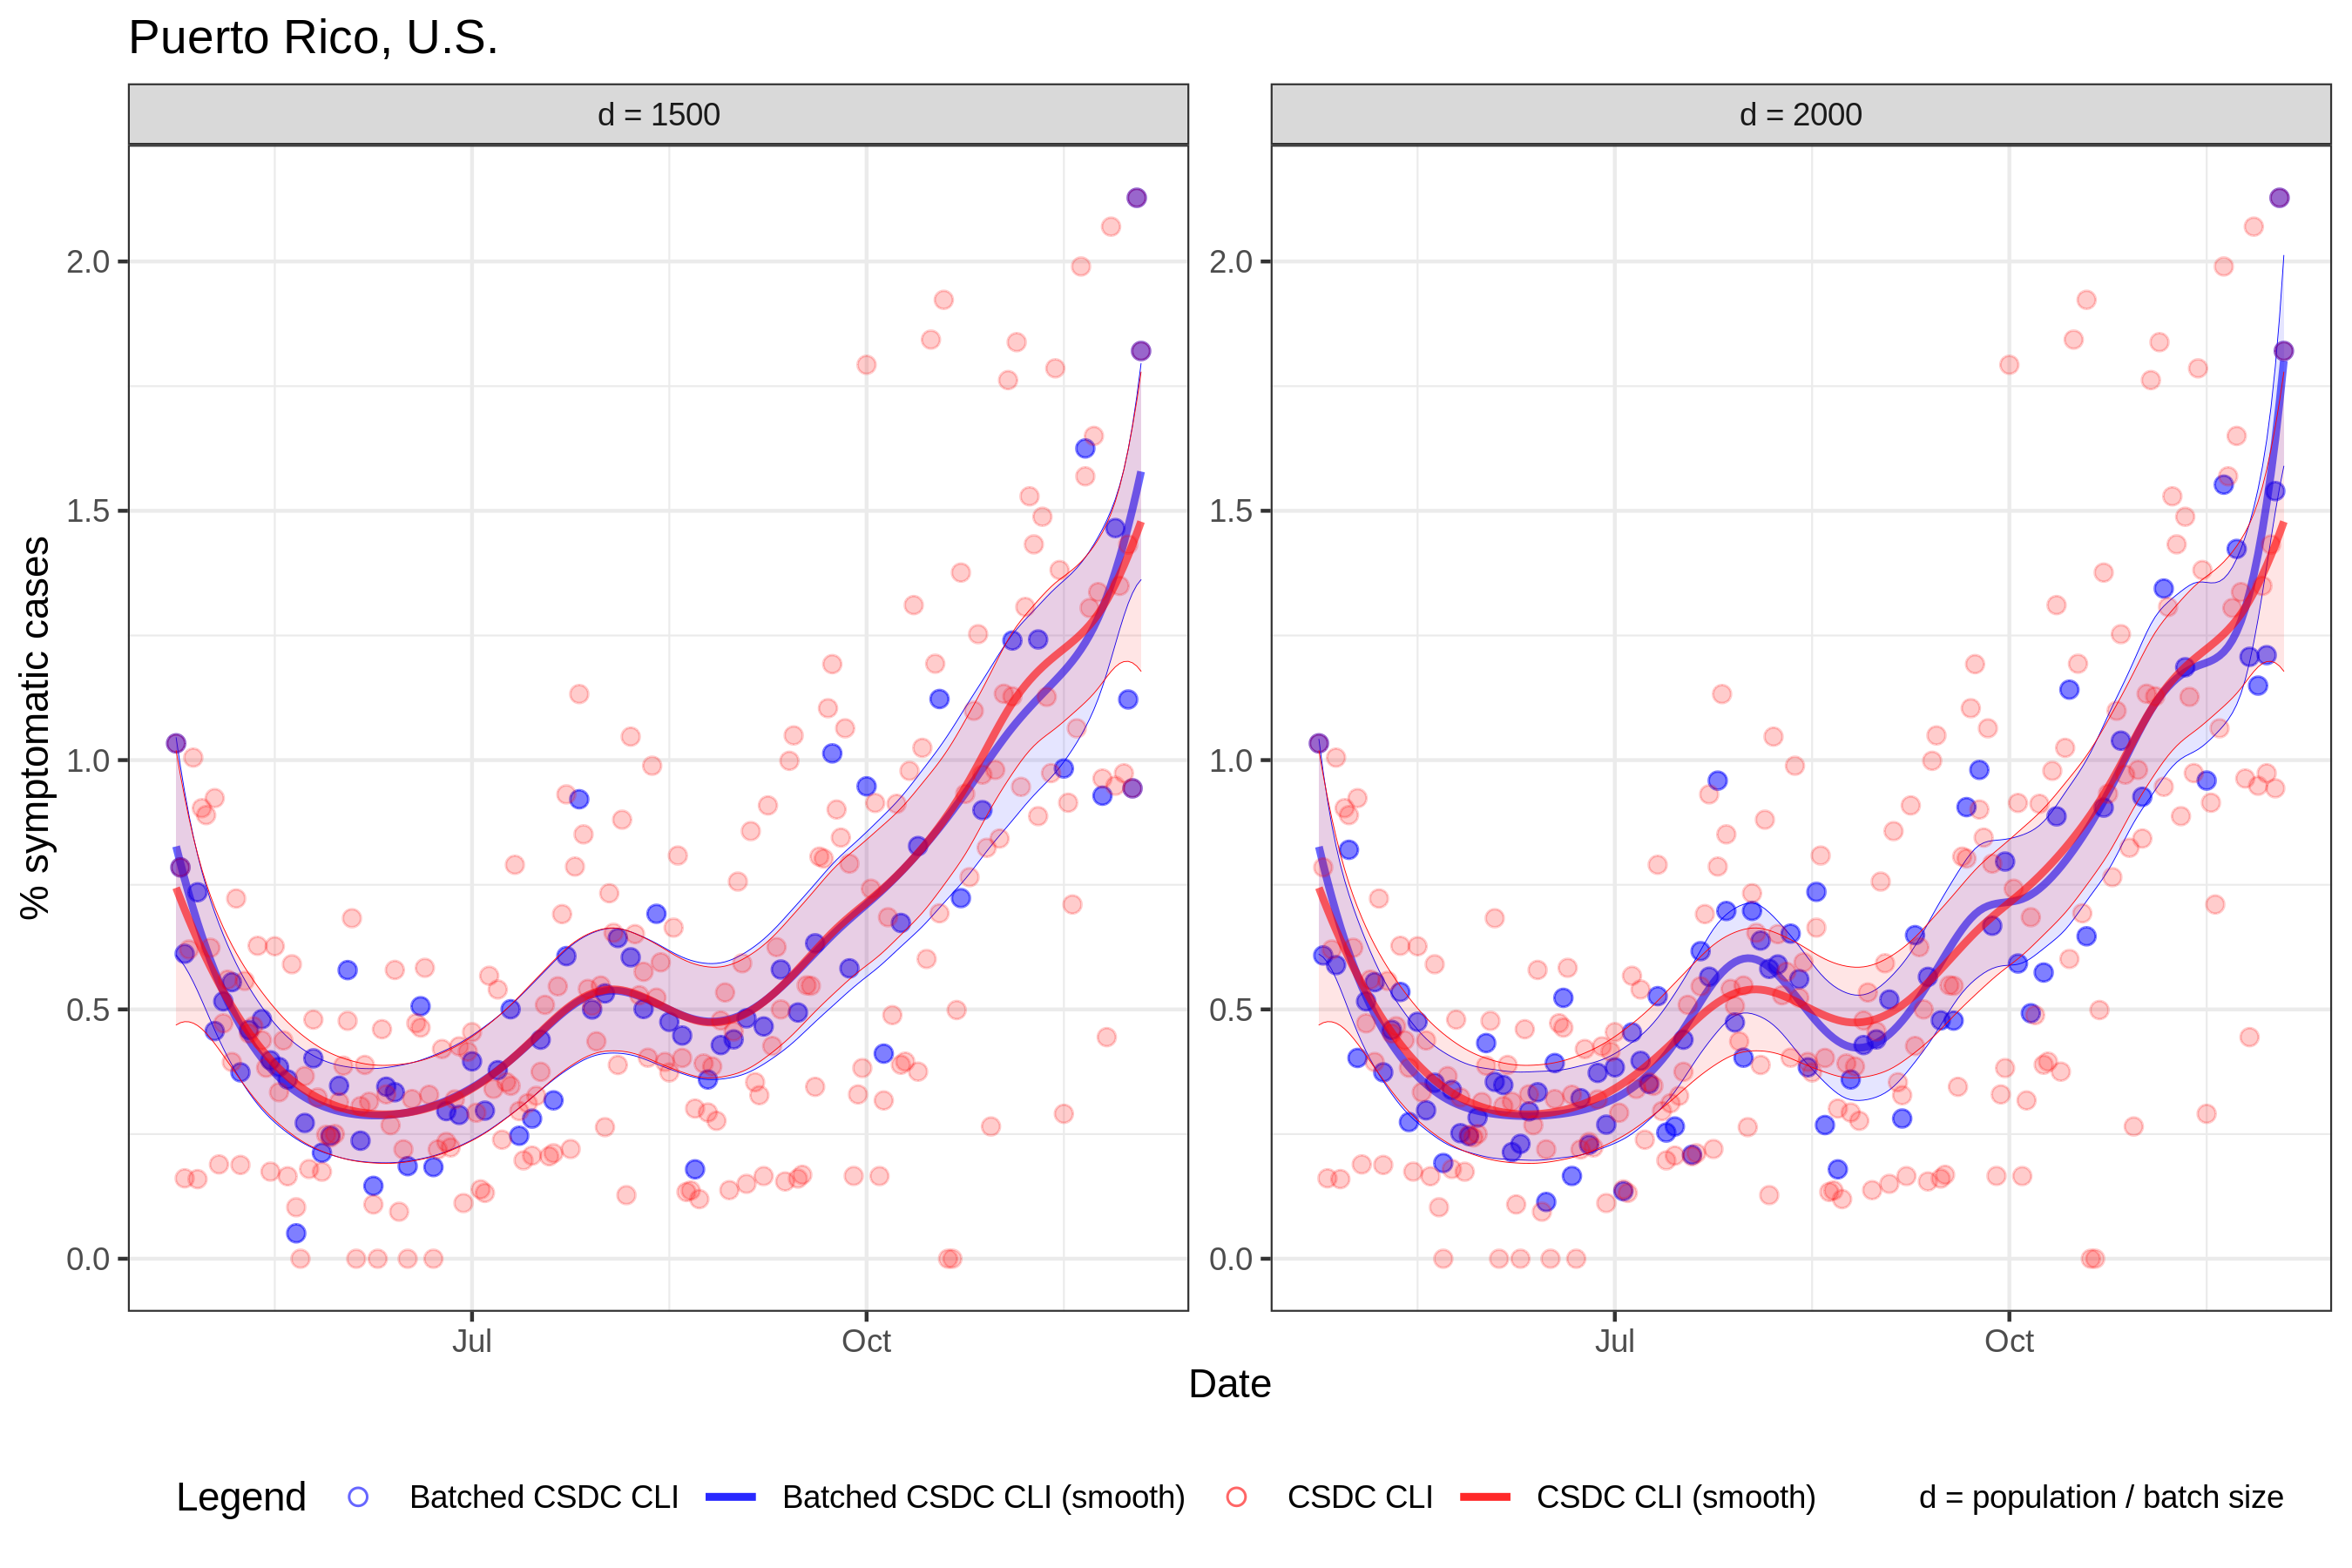 Puerto Rico, U.S.
d = 1500
d = 2000
% symptomatic cases
2.0
1.5
1.0
0.5
0.0
2.0
1.5
1.0
0.5
0.0
Jul
Oct
Jul
Oct
Date
Legend
Batched CSDC CLI
Batched CSDC CLI (smooth)
CSDC CLI
CSDC CLI (smooth)
d = population / batch size